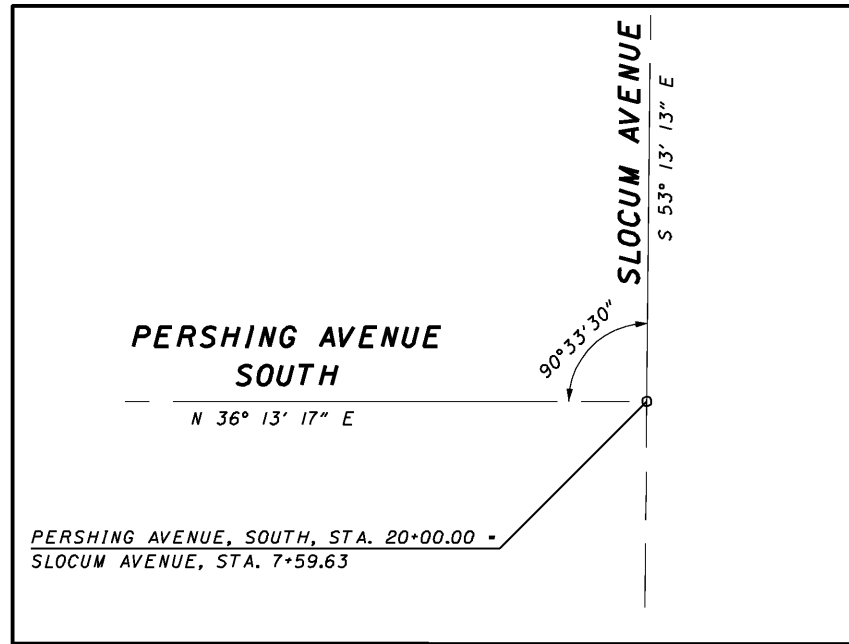 SLOCUM AVENUE
S 53° 13' 13" E
90°33'30"
PERSHING AVENUE
SOUTH
N 36° 13' 17" E
PERSHING AVENUE, SOUTH, STA. 20+00.00 =
SLOCUM AVENUE, STA. 7+59.63